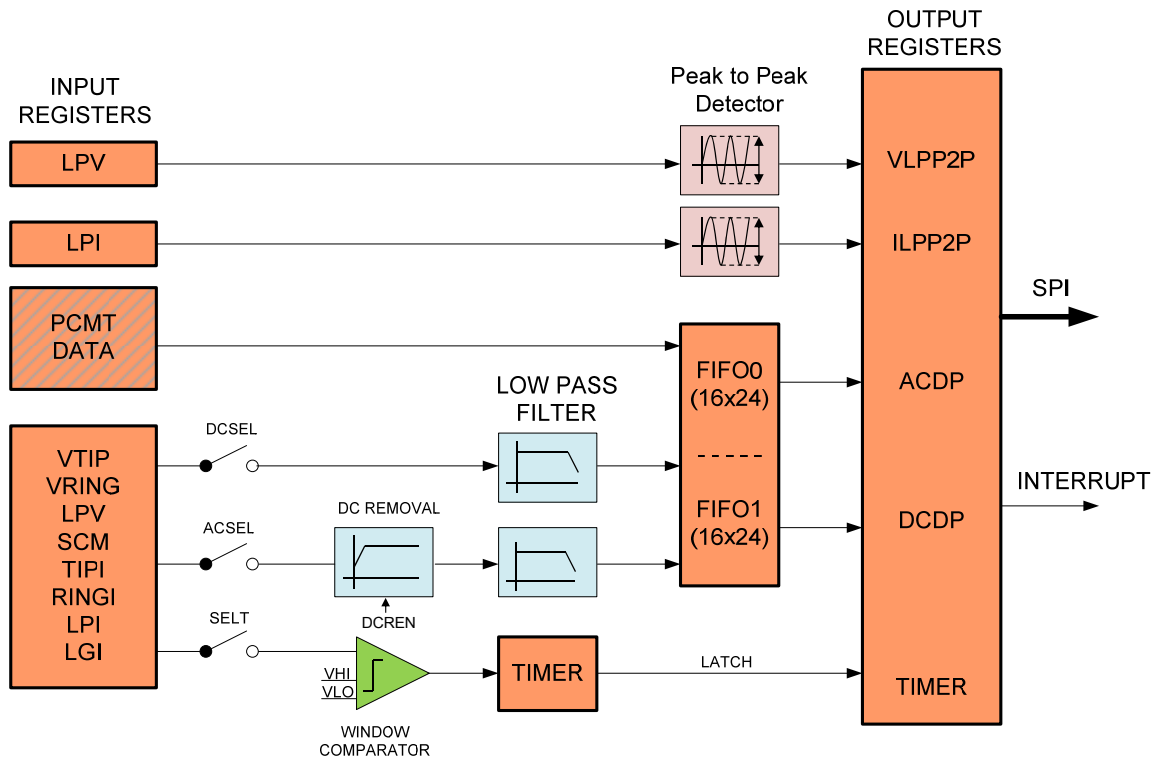 OUTPUT
REGISTERS
INPUT
REGISTERS
Peak to Peak
Detector
LPV
VLPP2P
LPI
ILPP2P
SPI
PCMT
DATA
FIFO0
(16x24)
ACDP
LOW PASS
FILTER
DCSEL
VTIP
VRING
LPV
SCM
TIPI
RINGI
LPI
LGI
DC REMOVAL
ACSEL
FIFO1
(16x24)
DCDP
INTERRUPT
DCREN
SELT
VHI
VLO
TIMER
LATCH
TIMER
WINDOW
COMPARATOR